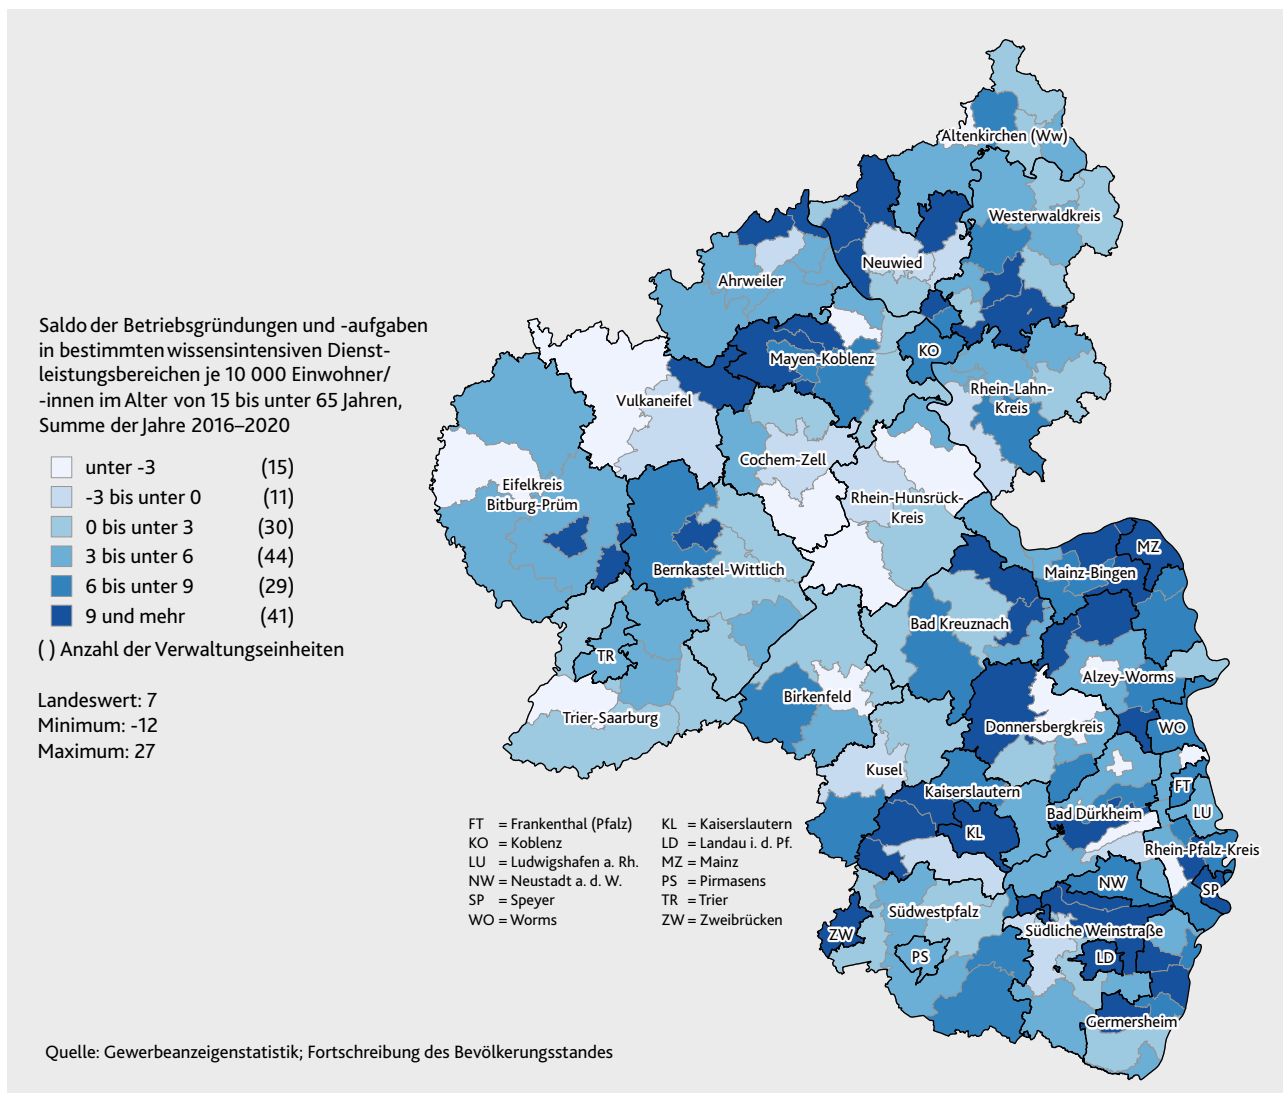 Altenkirchen (Ww)
Westerwaldkreis
Neuwied
Ahrweiler
Mayen-Koblenz
KO
Rhein-Lahn-
Kreis
Vulkaneifel
Cochem-Zell
Eifelkreis
Bitburg-Prüm
Rhein-Hunsrück-
Kreis
MZ
Mainz-Bingen
Bernkastel-Wittlich
Bad Kreuznach
TR
Alzey-Worms
Birkenfeld
Trier-Saarburg
Donnersbergkreis
WO
Kusel
Kaiserslautern
FT
Bad Dürkheim
LU
KL
Rhein-Pfalz-Kreis
NW
SP
Südwestpfalz
Südliche Weinstraße
ZW
PS
LD
Germersheim
Saldo der Betriebsgründungen und -aufgaben
in bestimmten wissensintensiven Dienst-
leistungsbereichen je 10 000 Einwohner/
-innen im Alter von 15 bis unter 65 Jahren,
Summe der Jahre 2016–2020
unter -3 (15)
-3 bis unter 0 (11)
0 bis unter 3 (30)
3 bis unter 6 (44)
6 bis unter 9 (29)
9 und mehr (41)
( ) Anzahl der Verwaltungseinheiten
Landeswert: 7
Minimum: -12
Maximum: 27
FT = Frankenthal (Pfalz)
KO = Koblenz
LU = Ludwigshafen a. Rh.
NW = Neustadt a. d. W.
SP = Speyer
WO = Worms
KL = Kaiserslautern
LD = Landau i. d. Pf.
MZ = Mainz
PS = Pirmasens
TR = Trier
ZW = Zweibrücken
Quelle: Gewerbeanzeigenstatistik; Fortschreibung des Bevölkerungsstandes